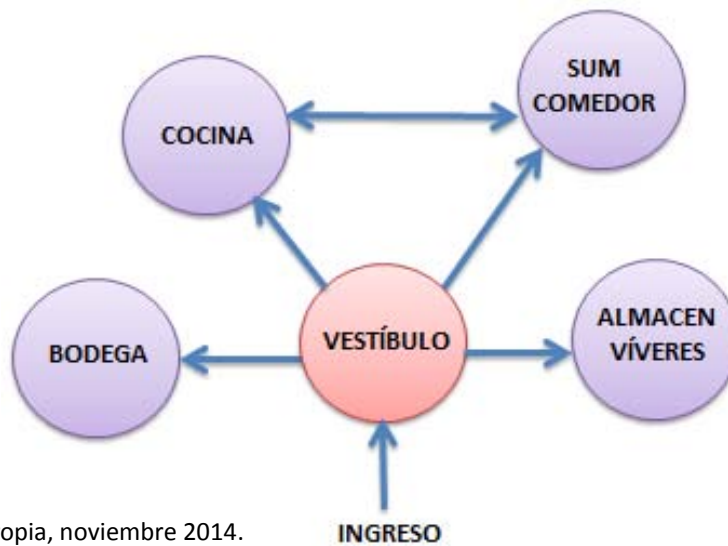 SUM
COMEDOR
COCINA
VESTÍBULO
BODEGA
ALMACEN
VÍVERES
opia, noviembre 2014.
INGRESO